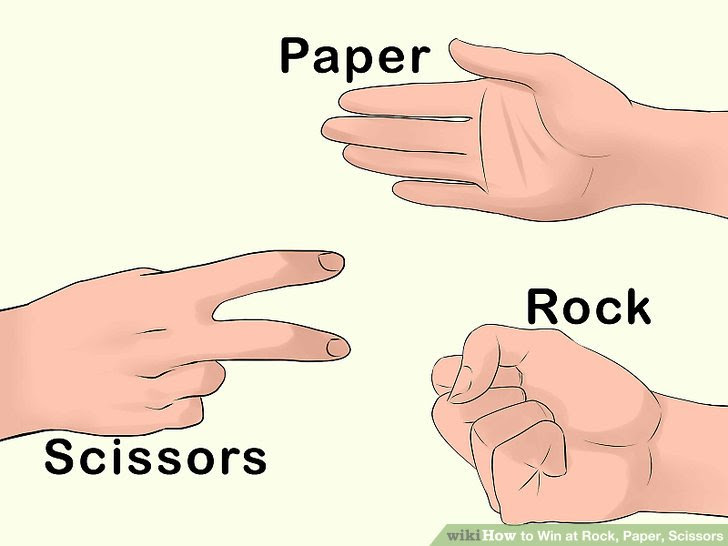 Paper
Rock
Scissors
wikiHow to Win at Rock, Paper, Scissors